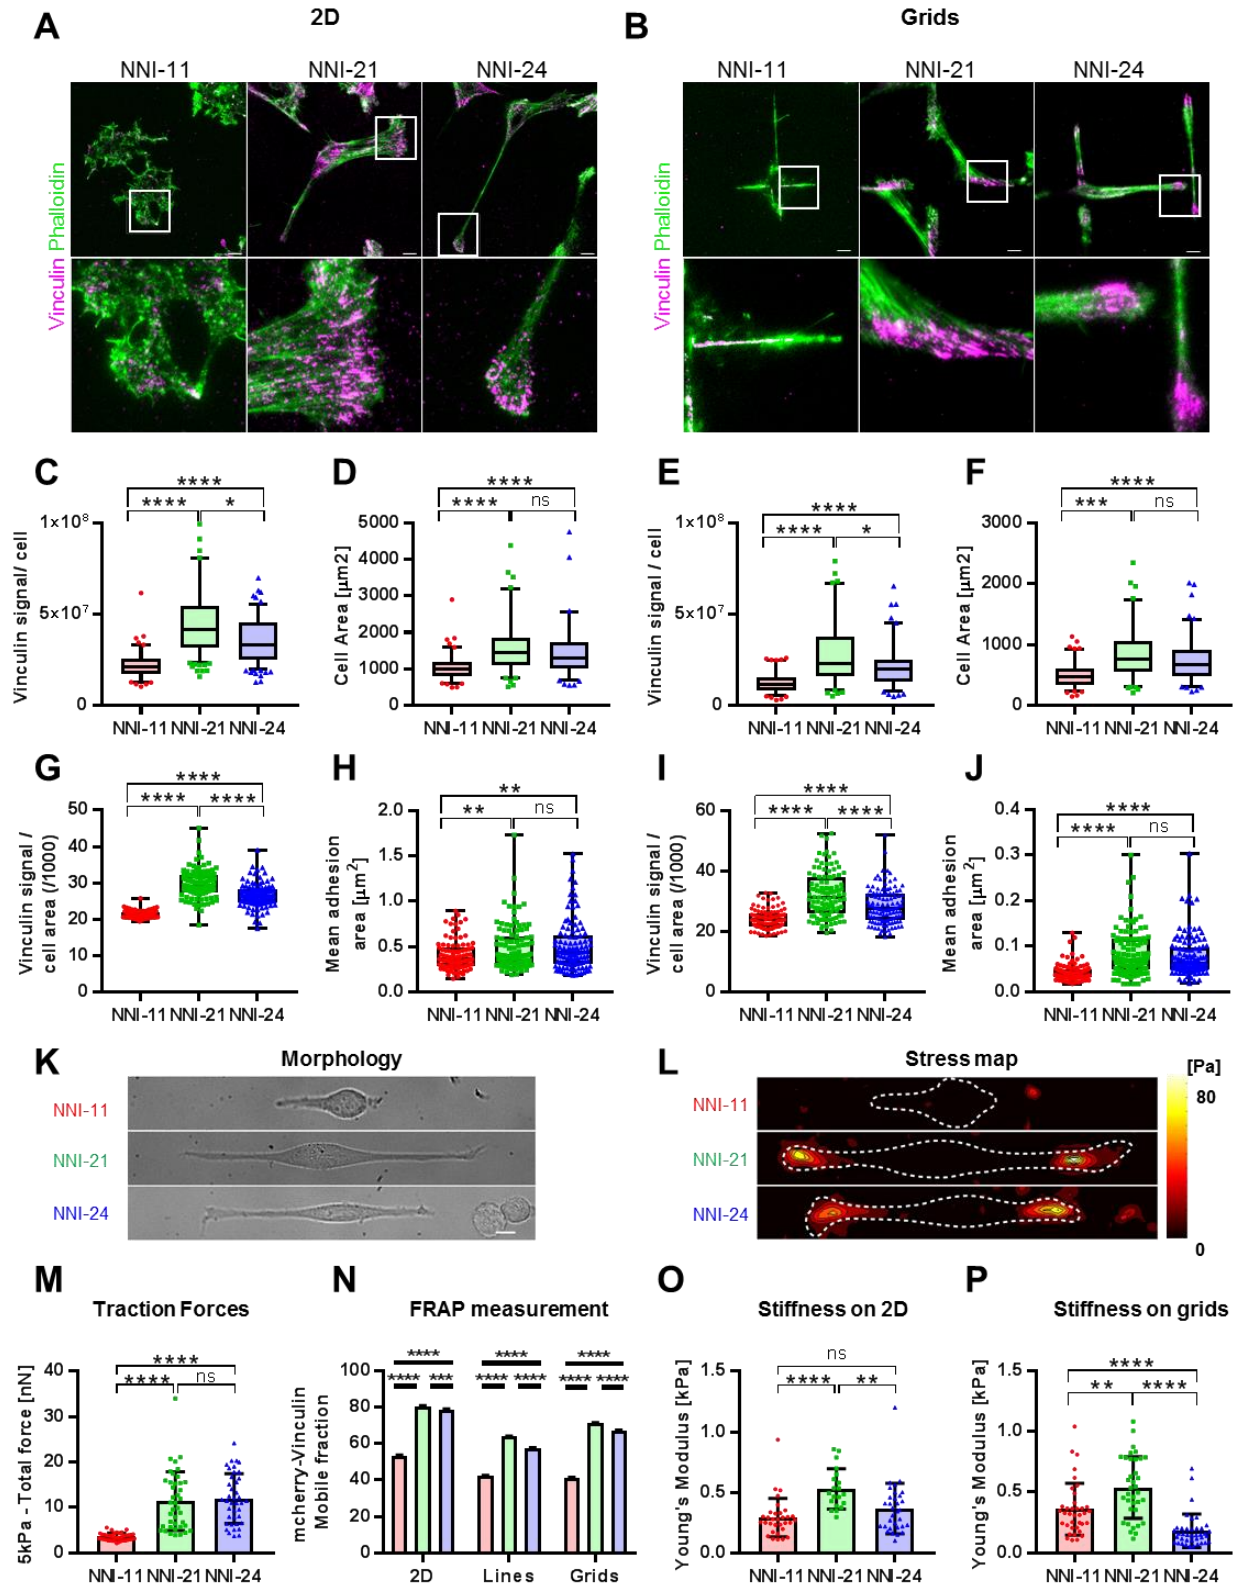 A
2D
B
Grids
NNI-11
NNI-21
NNI-24
NNI-11
NNI-21
NNI-24
Vinculin Phalloidin
Vinculin Phalloidin
C
****
****
*
Vinculin signal/ cell
1×10⁸
5×10⁷
0
NNI-11 NNI-21 NNI-24
D
****
****
ns
Cell Area [µm2]
5000
4000
3000
2000
1000
0
NNI-11 NNI-21 NNI-24
E
****
****
*
Vinculin signal / cell
1×10⁸
5×10⁷
0
NNI-11 NNI-21 NNI-24
F
****
***
ns
Cell Area [µm2]
3000
2000
1000
0
NNI-11 NNI-21 NNI-24
G
****
****
****
Vinculin signal /
cell area (/1000)
50
40
30
20
10
0
NNI-11 NNI-21 NNI-24
H
**
**
ns
Mean adhesion
area [µm²]
2.0
1.5
1.0
0.5
0.0
NNI-11 NNI-21 NNI-24
I
****
****
****
Vinculin signal /
cell area (/1000)
60
40
20
0
NNI-11 NNI-21 NNI-24
J
****
****
ns
Mean adhesion
area [µm²]
0.4
0.3
0.2
0.1
0.0
NNI-11 NNI-21 NNI-24
K
Morphology
NNI-11
NNI-21
NNI-24
L
Stress map
[Pa]
80
0
NNI-11
NNI-21
NNI-24
M
Traction Forces
****
****
ns
5kPa - Total force [nN]
40
30
20
10
0
NNI-11 NNI-21 NNI-24
N
FRAP measurement
****
****
****
****
***
****
****
****
****
mcherry-Vinculin
Mobile fraction
100
80
60
40
20
0
2D
Lines
Grids
O
Stiffness on 2D
ns
****
**
Young's Modulus [kPa]
1.5
1.0
0.5
0.0
NNI-11 NNI-21 NNI-24
P
Stiffness on grids
****
**
****
Young's Modulus [kPa]
1.5
1.0
0.5
0.0
NNI-11 NNI-21 NNI-24